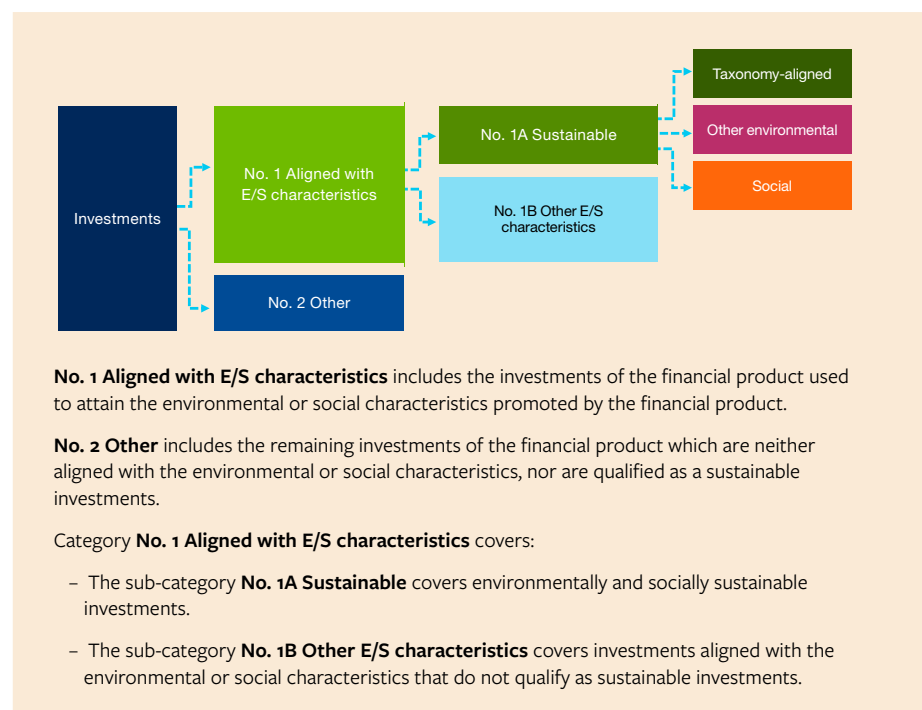 Taxonomy-aligned
No. 1A Sustainable
Other environmental
No. 1 Aligned with
E/S characteristics
Social
Investments
No. 1B Other E/S
characteristics
No. 2 Other
No. 1 Aligned with E/S characteristics includes the investments of the financial product used
to attain the environmental or social characteristics promoted by the financial product.
No. 2 Other includes the remaining investments of the financial product which are neither
aligned with the environmental or social characteristics, nor are qualified as a sustainable
investments.
Category No. 1 Aligned with E/S characteristics covers:
– The sub-category No. 1A Sustainable covers environmentally and socially sustainable
investments.
– The sub-category No. 1B Other E/S characteristics covers investments aligned with the
environmental or social characteristics that do not qualify as sustainable investments.